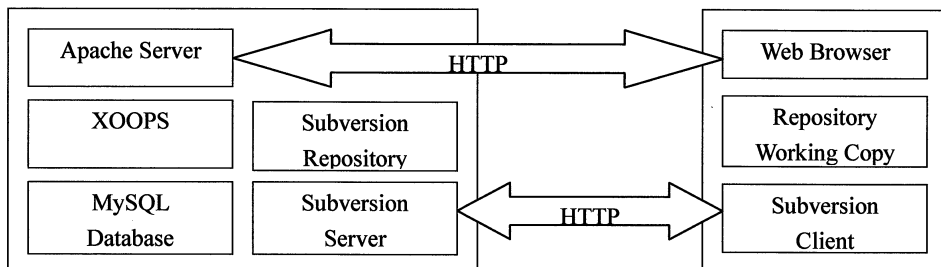 Apache Server
HTTP
Web Browser
XOOPS
Subversion
Repository
Repository
Working Copy
MySQL
Database
Subversion
Server
HTTP
Subversion
Client